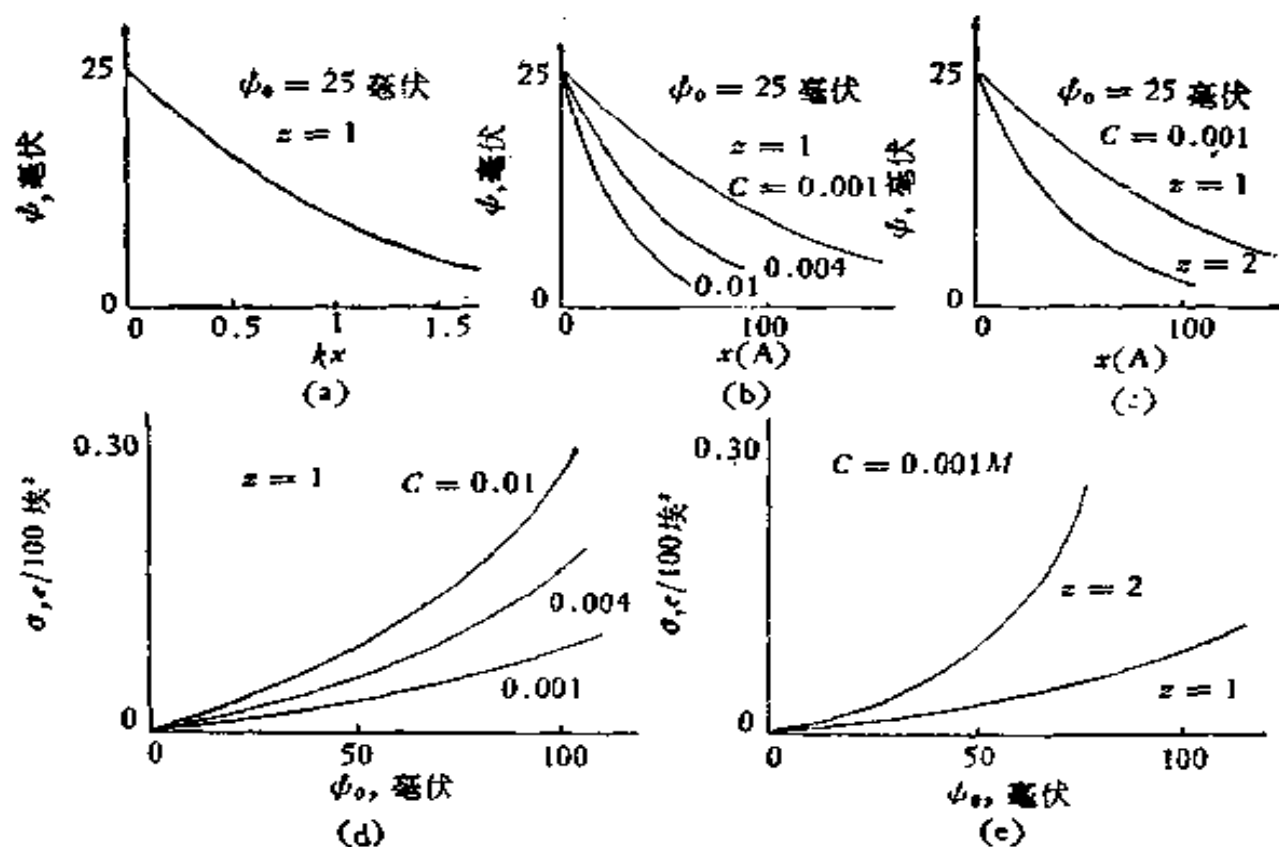 25
ψ₀ = 25 毫伏
z = 1
ψ, 毫伏
0
0 0.5 1 1.5
kx
(a)
25
ψ₀ = 25 毫伏
z = 1
C = 0.001
ψ, 毫伏
0.004
0.01
0
0 100
x(A)
(b)
25
ψ₀ = 25 毫伏
C = 0.001
z = 1
ψ, 毫伏
z = 2
0
0 100
x(A)
(c)
0.30
z = 1 C = 0.01
σ,e/100 埃²
0.004
0.001
0
0 50 100
ψ₀, 毫伏
(d)
0.30
C = 0.001M
σ,e/100埃²
z = 2
z = 1
0
0 50 100
ψ₀, 毫伏
(e)